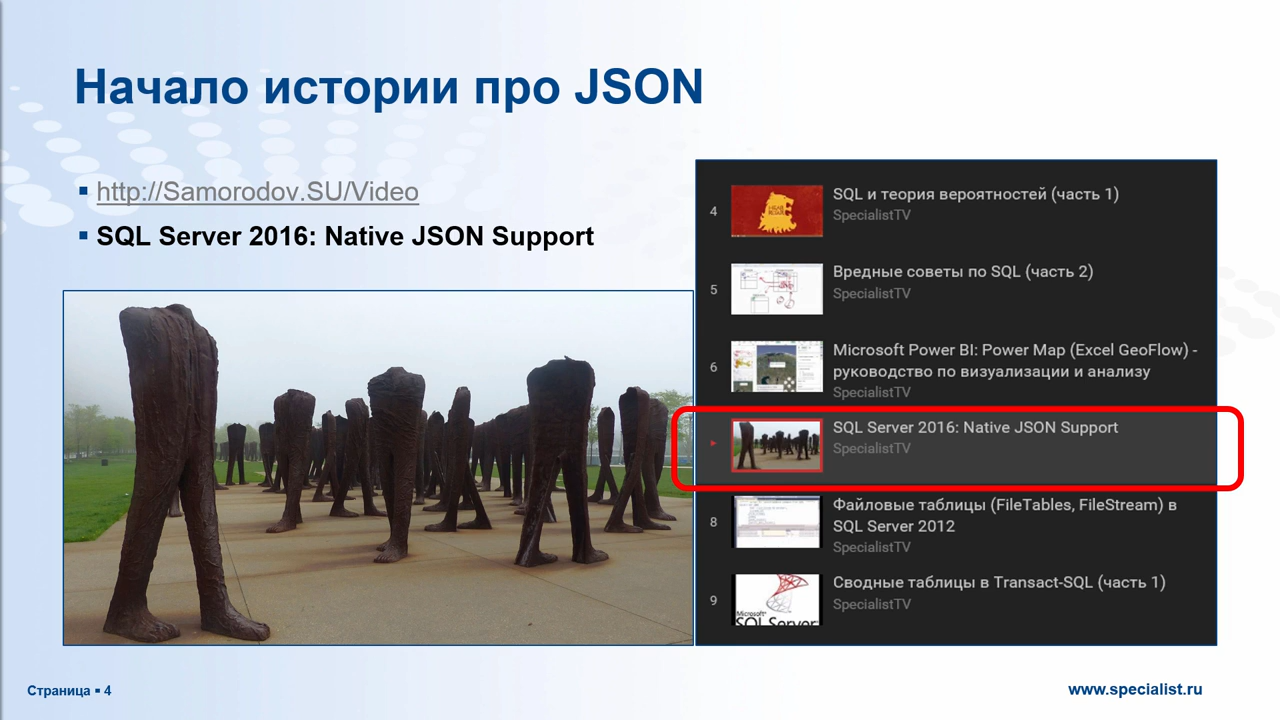 Начало истории про JSON
http://Samorodov.SU/Video
SQL Server 2016: Native JSON Support
4
SQL и теория вероятностей (часть 1)
SpecialistTV
5
Вредные советы по SQL (часть 2)
SpecialistTV
6
Microsoft Power BI: Power Map (Excel GeoFlow) -
руководство по визуализации и анализу
SpecialistTV
SQL Server 2016: Native JSON Support
SpecialistTV
8
Файловые таблицы (FileTables, FileStream) в
SQL Server 2012
SpecialistTV
9
Сводные таблицы в Transact-SQL (часть 1)
SpecialistTV
Microsoft
SQL Server
Страница ▪ 4
www.specialist.ru